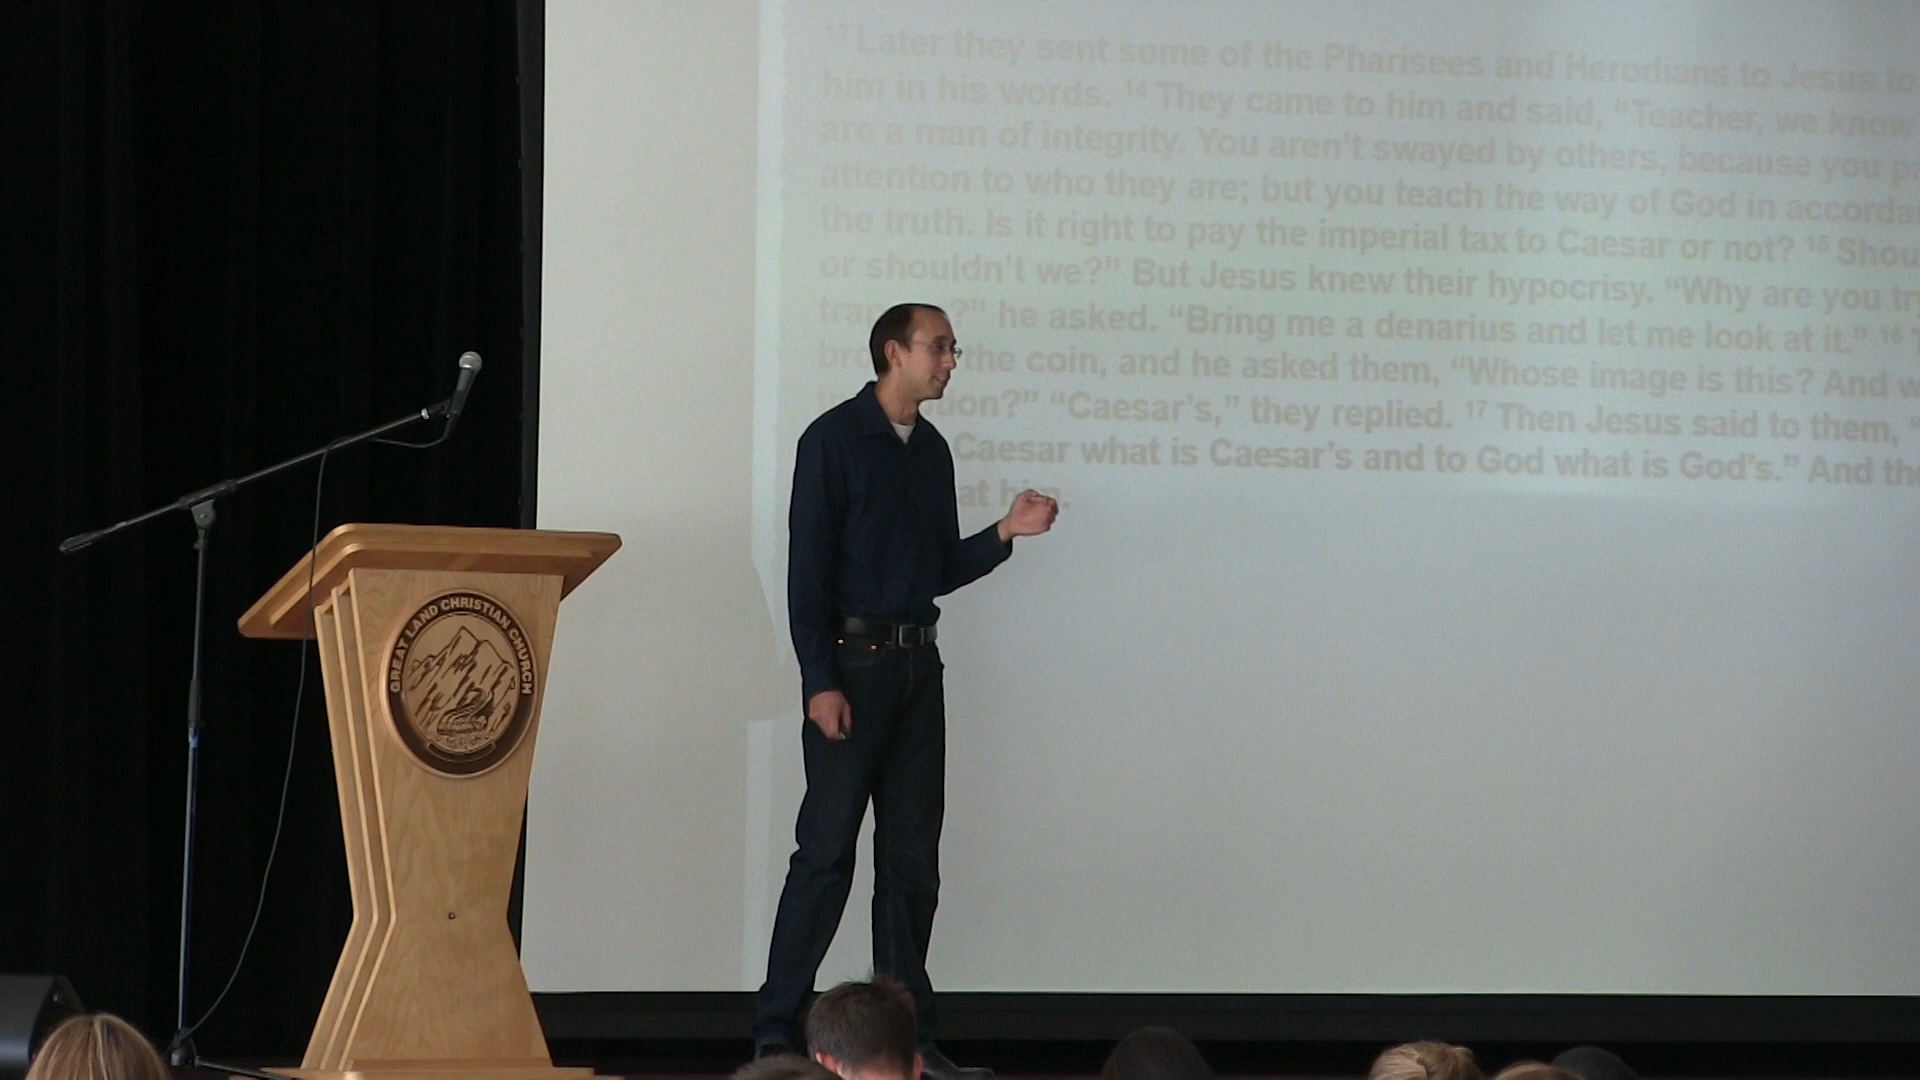 13 Later they sent some of the Pharisees and Herodians to Jesus to
him in his words. 14 They came to him and said, “Teacher, we know
are a man of integrity. You aren’t swayed by others, because you pa
attention to who they are; but you teach the way of God in accorda
the truth. Is it right to pay the imperial tax to Caesar or not? 15 Shou
or shouldn’t we?” But Jesus knew their hypocrisy. “Why are you try
?” he asked. “Bring me a denarius and let me look at it.” 16
the coin, and he asked them, “Whose image is this? And w
tion?” “Caesar’s,” they replied. 17 Then Jesus said to them, “
Caesar what is Caesar’s and to God what is God’s.” And the
at him.
GREAT LAND CHRISTIAN CHURCH